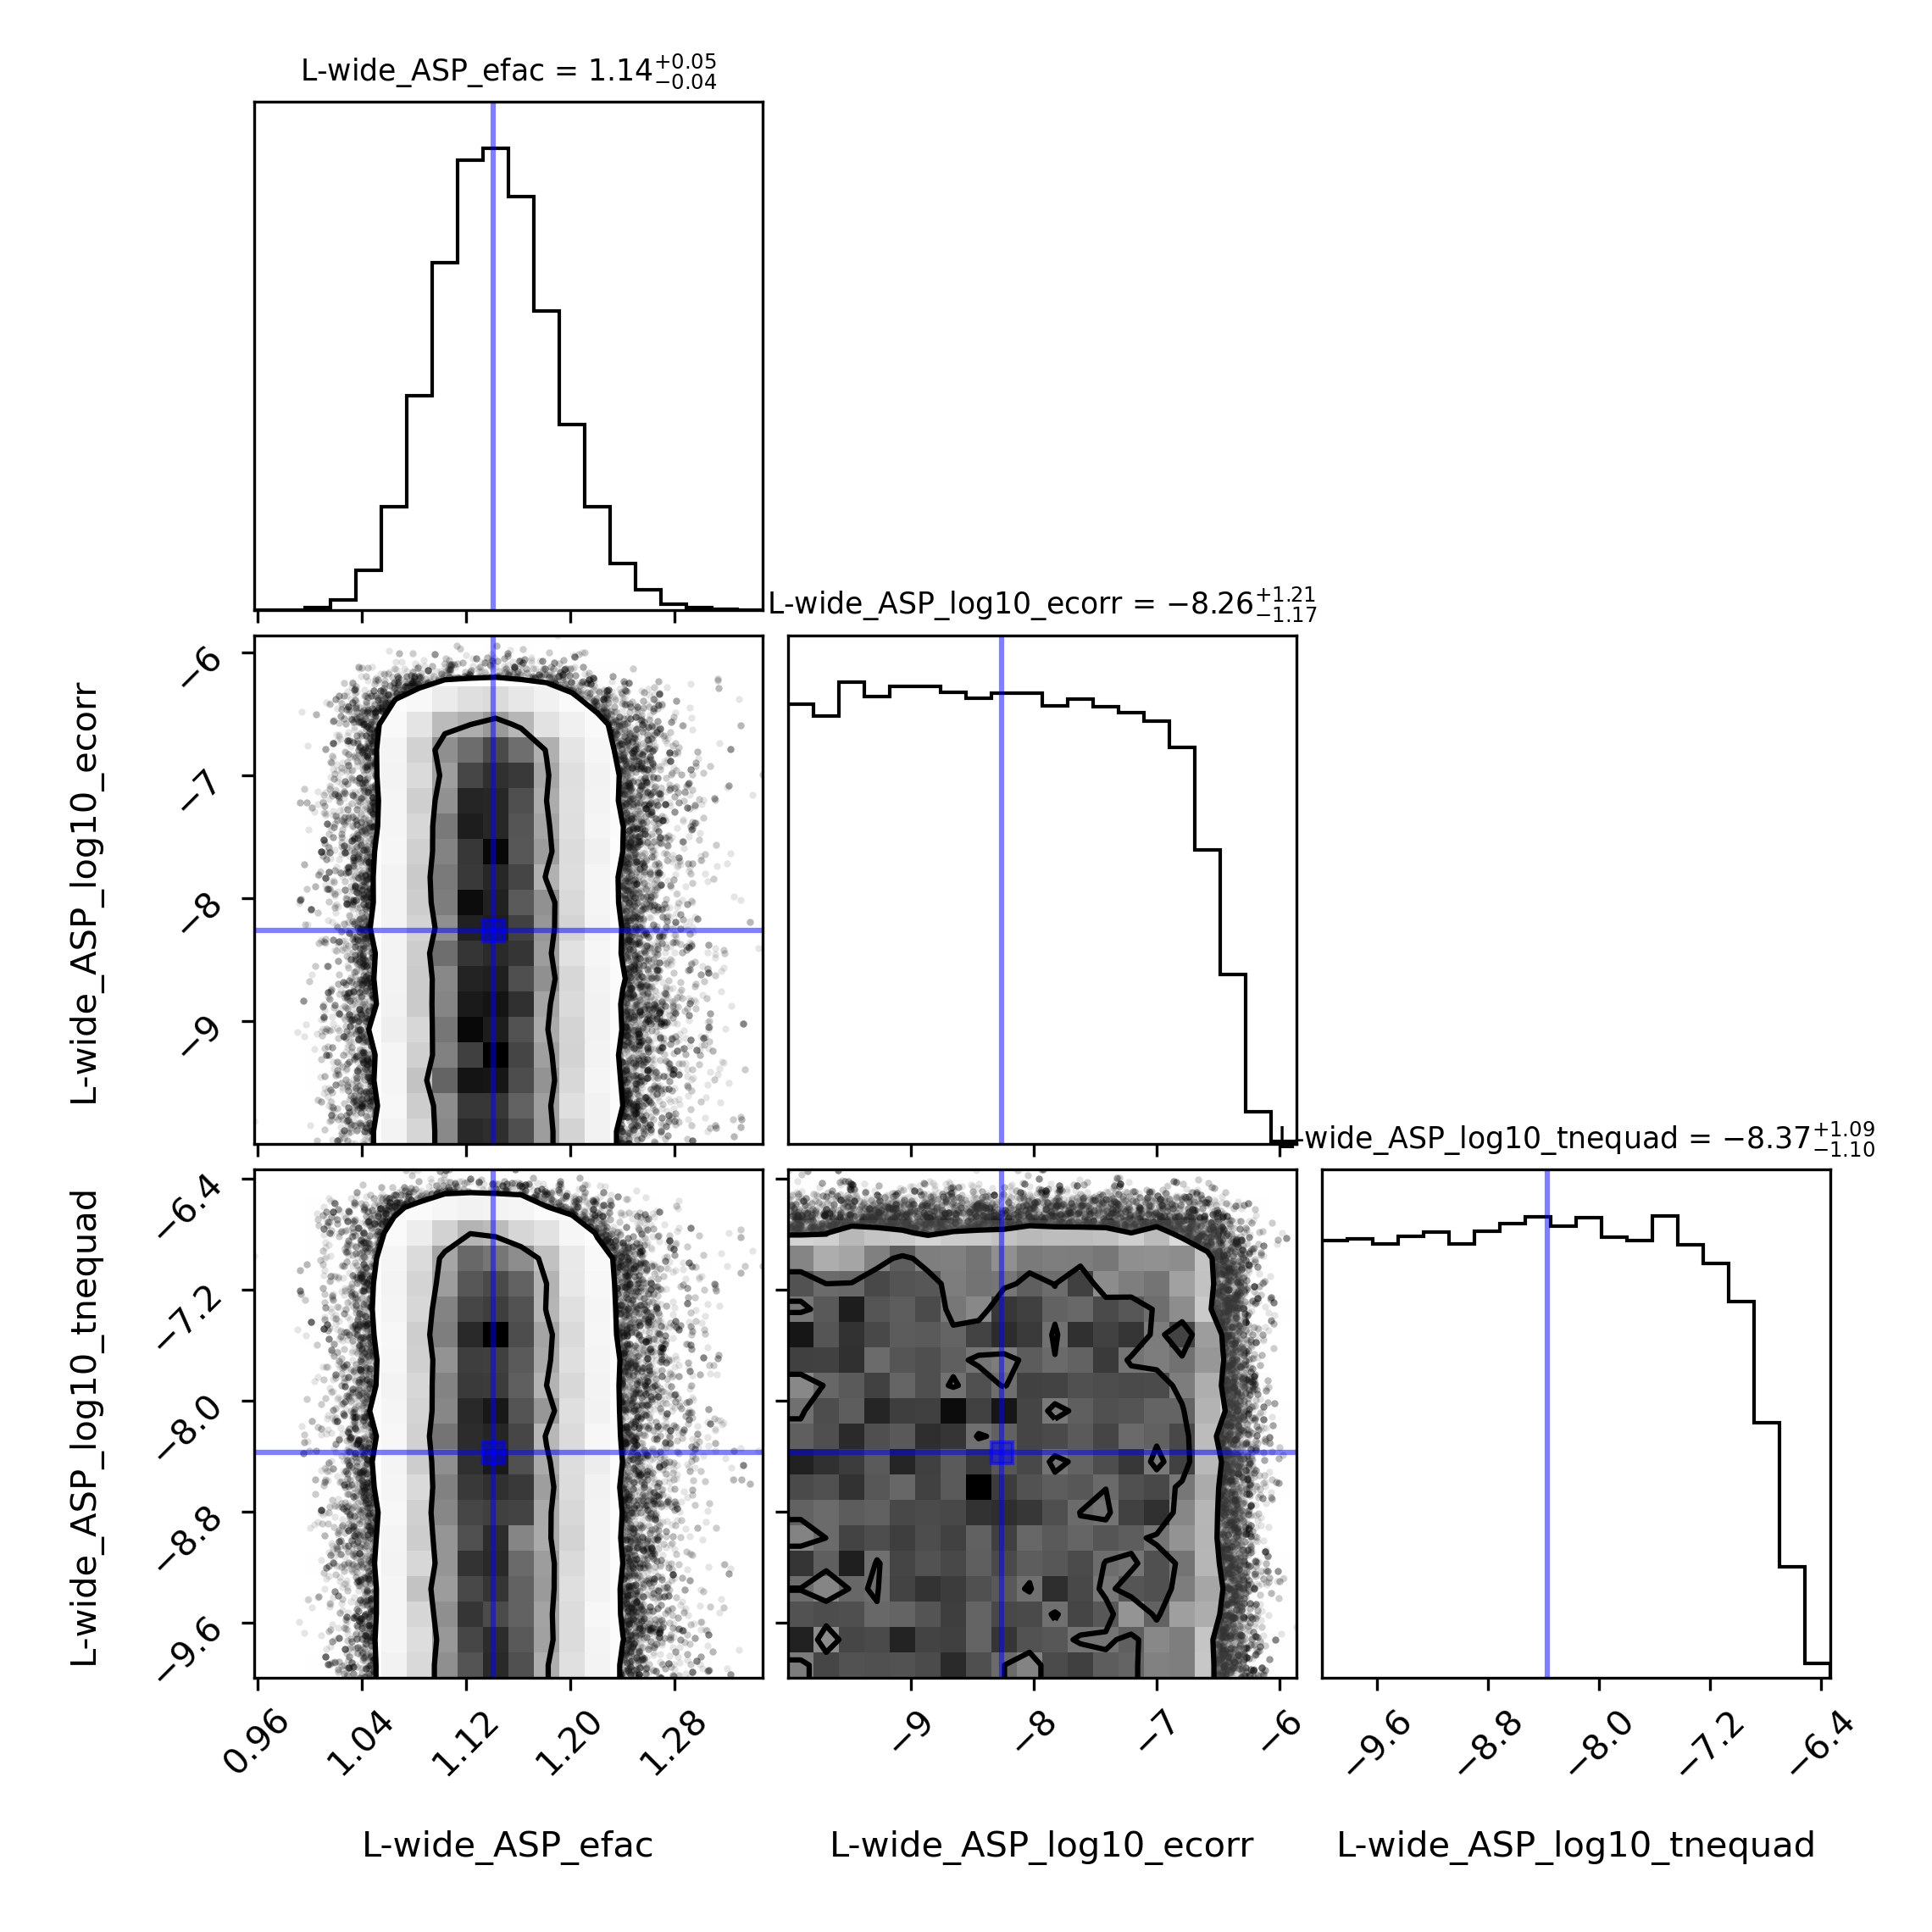 L-wide_ASP_efac = 1.14 +0.05 −0.04
L-wide_ASP_log10_ecorr = −8.26 +1.21 −1.17
−6
−7
−8
−9
L-wide_ASP_log10_ecorr
L-wide_ASP_log10_tnequad = −8.37 +1.09 −1.10
−6.4
−7.2
−8.0
−8.8
−9.6
L-wide_ASP_log10_tnequad
0.96 1.04 1.12 1.20 1.28
−9 −8 −7 −6
−9.6 −8.8 −8.0 −7.2 −6.4
L-wide_ASP_efac
L-wide_ASP_log10_ecorr
L-wide_ASP_log10_tnequad